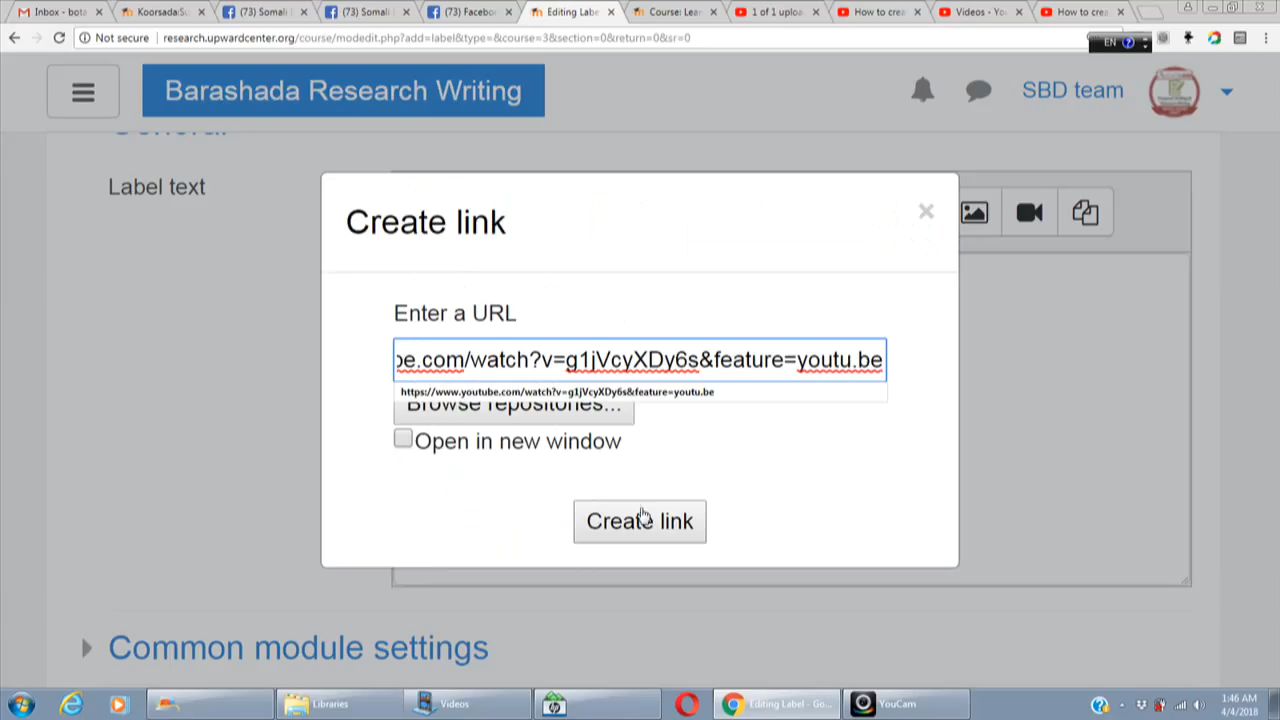 Inbox - bota
Koorsada:Su
(73) Somali
(73) Somali
(73) Facebo
Editing Labe
Course: Lear
1 of 1 uploa
How to crea
Videos - You
How to crea
Not secure
research.upwardcenter.org/course/modedit.php?add=label&type=&course=3&section=0&return=0&sr=0
EN
Barashada Research Writing
SBD team
General
Label text
Create link
Enter a URL
be.com/watch?v=g1jVcyXDy6s&feature=youtu.be
https://www.youtube.com/watch?v=g1jVcyXDy6s&feature=youtu.be
Browse repositories...
Open in new window
Create link
Common module settings
Libraries
Videos
Editing Label - Go...
YouCam
1:46 AM
4/4/2018